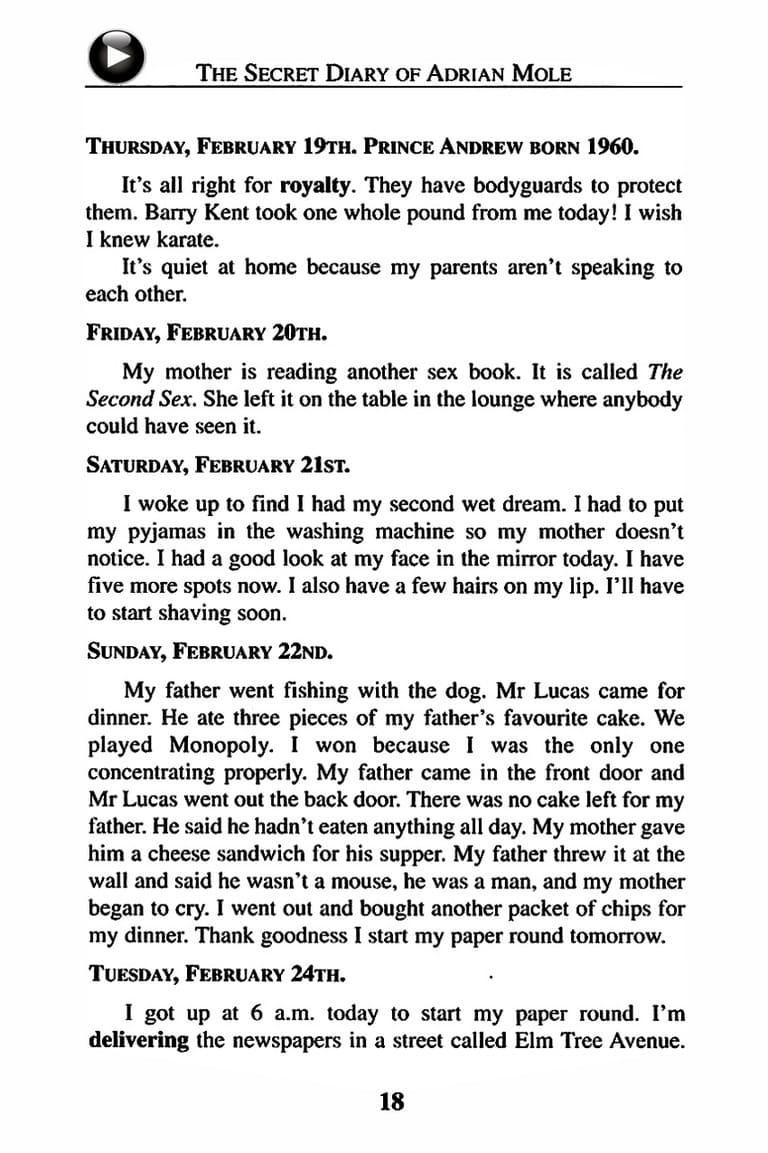 THE SECRET DIARY OF ADRIAN MOLE
THURSDAY, FEBRUARY 19TH. PRINCE ANDREW BORN 1960.
It's all right for royalty. They have bodyguards to protect
them. Barry Kent took one whole pound from me today! I wish
I knew karate.
It's quiet at home because my parents aren't speaking to
each other.
FRIDAY, FEBRUARY 20TH.
My mother is reading another sex book. It is called The
Second Sex. She left it on the table in the lounge where anybody
could have seen it.
SATURDAY, FEBRUARY 21ST.
I woke up to find I had my second wet dream. I had to put
my pyjamas in the washing machine so my mother doesn't
notice. I had a good look at my face in the mirror today. I have
five more spots now. I also have a few hairs on my lip. I'll have
to start shaving soon.
SUNDAY, FEBRUARY 22ND.
My father went fishing with the dog. Mr Lucas came for
dinner. He ate three pieces of my father's favourite cake. We
played Monopoly. I won because I was the only one
concentrating properly. My father came in the front door and
Mr Lucas went out the back door. There was no cake left for my
father. He said he hadn't eaten anything all day. My mother gave
him a cheese sandwich for his supper. My father threw it at the
wall and said he wasn't a mouse, he was a man, and my mother
began to cry. I went out and bought another packet of chips for
my dinner. Thank goodness I start my paper round tomorrow.
TUESDAY, FEBRUARY 24TH.
I got up at 6 a.m. today to start my paper round. I'm
delivering the newspapers in a street called Elm Tree Avenue.
18